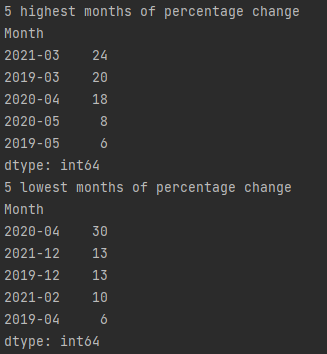 5 highest months of percentage change
Month
2021-03    24
2019-03    20
2020-04    18
2020-05     8
2019-05     6
dtype: int64
5 lowest months of percentage change
Month
2020-04    30
2021-12    13
2019-12    13
2021-02    10
2019-04     6
dtype: int64